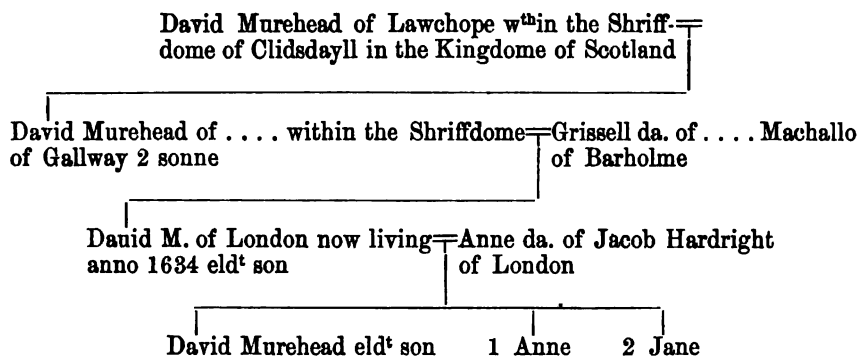 David Murehead of Lawchope wᵗʰin the Shriff-
dome of Clidsdayll in the Kingdome of Scotland
David Murehead of .... within the Shriffdome
of Gallway 2 sonne
Grissell da. of .... Machallo
of Barholme
Dauid M. of London now living
anno 1634 eldᵗ son
Anne da. of Jacob Hardright
of London
David Murehead eldᵗ son
1 Anne
2 Jane